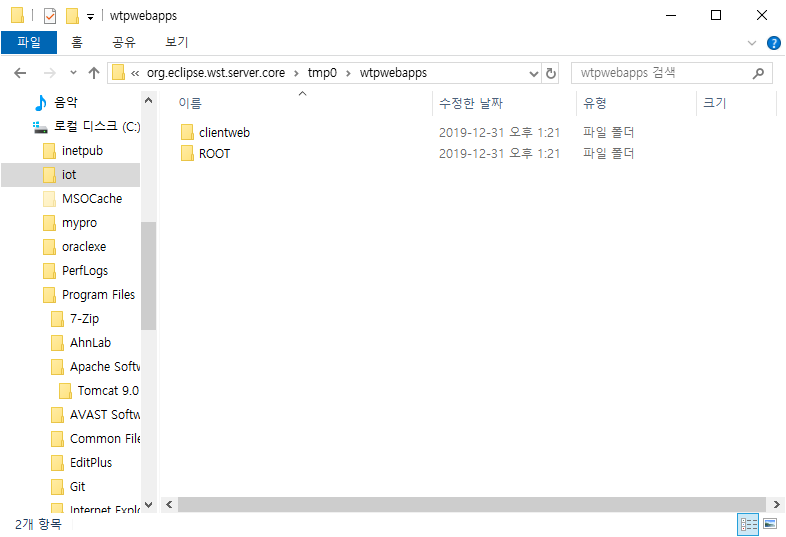 wtpwebapps
파일 홈 공유 보기
« org.eclipse.wst.server.core > tmp0 > wtpwebapps wtpwebapps 검색
이름 수정한 날짜 유형 크기
음악
로컬 디스크 (C:)
inetpub
iot
MSOCache
mypro
oraclexe
PerfLogs
Program Files
7-Zip
AhnLab
Apache Softw
Tomcat 9.0
AVAST Softw
Common File
EditPlus
Git
Internet Explo
clientweb 2019-12-31 오후 1:21 파일 폴더
ROOT 2019-12-31 오후 1:21 파일 폴더
2개 항목